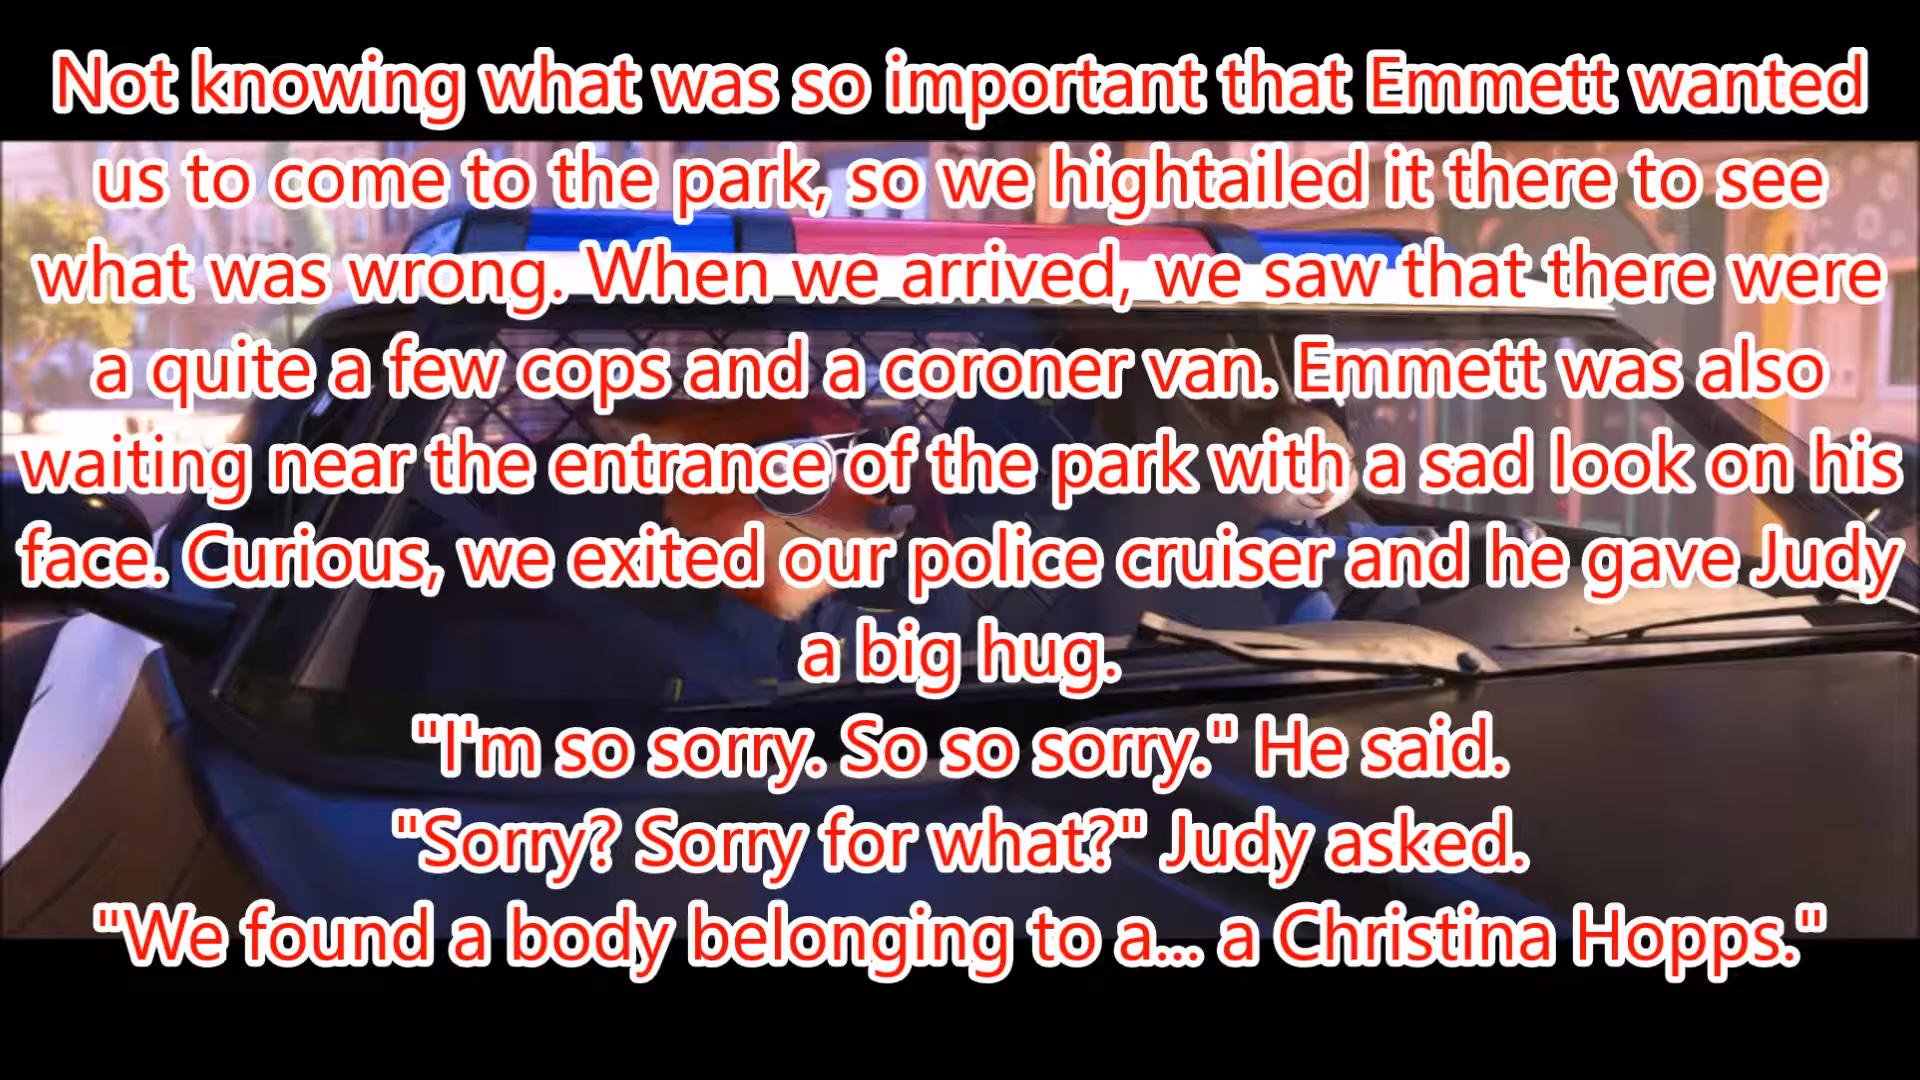 Not knowing what was so important that Emmett wanted
us to come to the park, so we hightailed it there to see
what was wrong. When we arrived, we saw that there were
a quite a few cops and a coroner van. Emmett was also
waiting near the entrance of the park with a sad look on his
face. Curious, we exited our police cruiser and he gave Judy
a big hug.
"I'm so sorry. So so sorry." He said.
"Sorry? Sorry for what?" Judy asked.
"We found a body belonging to a... a Christina Hopps."